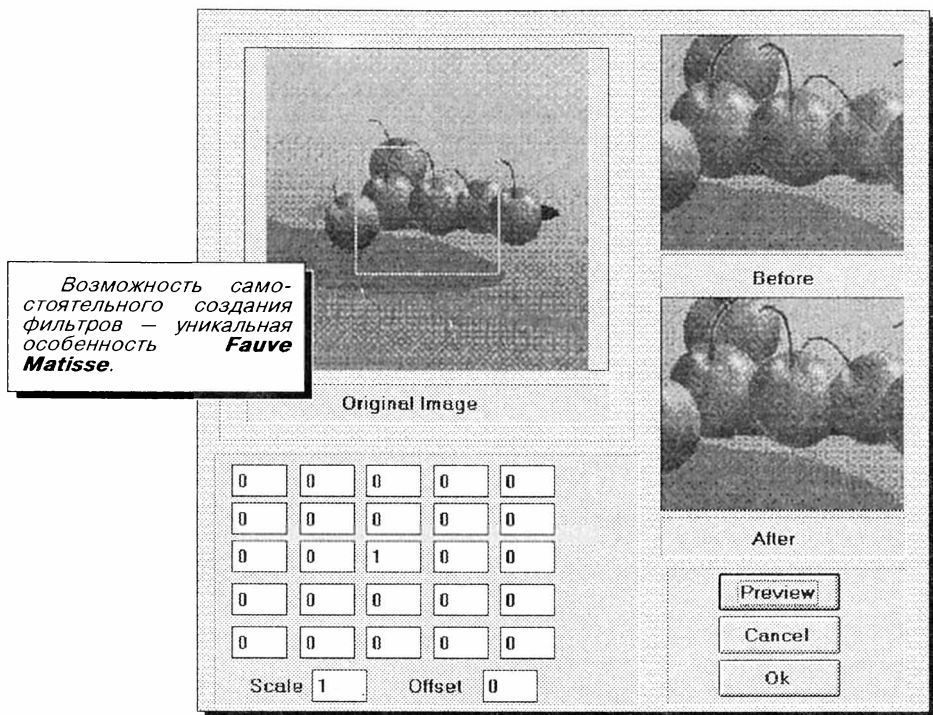 Возможность само-
стоятельного создания
фильтров — уникальная
особенность Fauve
Matisse.
Original Image
Before
After
0 0 0 0 0
0 0 0 0 0
0 0 1 0 0
0 0 0 0 0
0 0 0 0 0
Scale 1 Offset 0
Preview
Cancel
Ok